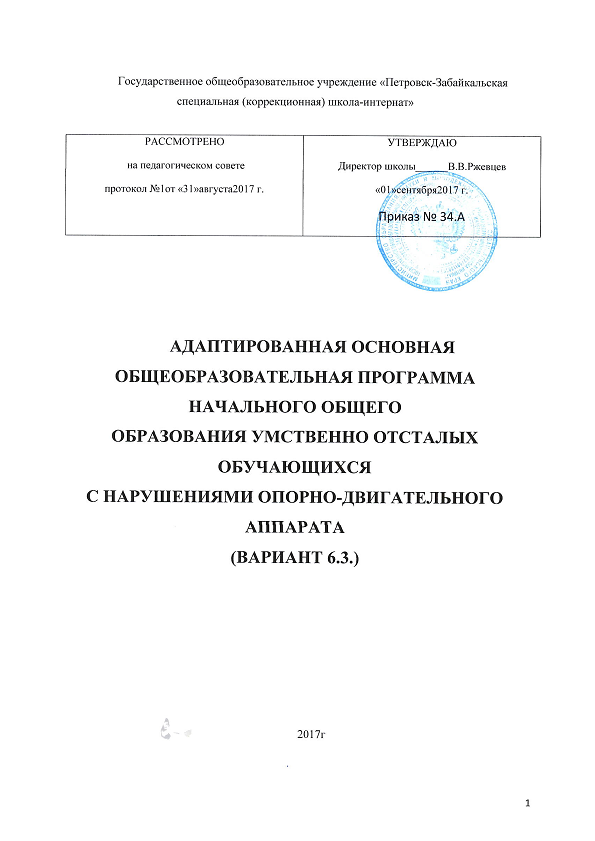 Государственное общеобразовательное учреждение «Петровск-Забайкальская
специальная (коррекционная) школа-интернат»
РАССМОТРЕНО
на педагогическом совете
протокол №1от «31»августа2017 г.
УТВЕРЖДАЮ
Директор школы______В.В.Ржевцев
«01»сентября2017 г.
Приказ № 34.А
АДАПТИРОВАННАЯ ОСНОВНАЯ
ОБЩЕОБРАЗОВАТЕЛЬНАЯ ПРОГРАММА
НАЧАЛЬНОГО ОБЩЕГО
ОБРАЗОВАНИЯ УМСТВЕННО ОТСТАЛЫХ
ОБУЧАЮЩИХСЯ
С НАРУШЕНИЯМИ ОПОРНО-ДВИГАТЕЛЬНОГО
АППАРАТА
(ВАРИАНТ 6.3.)
2017г
1